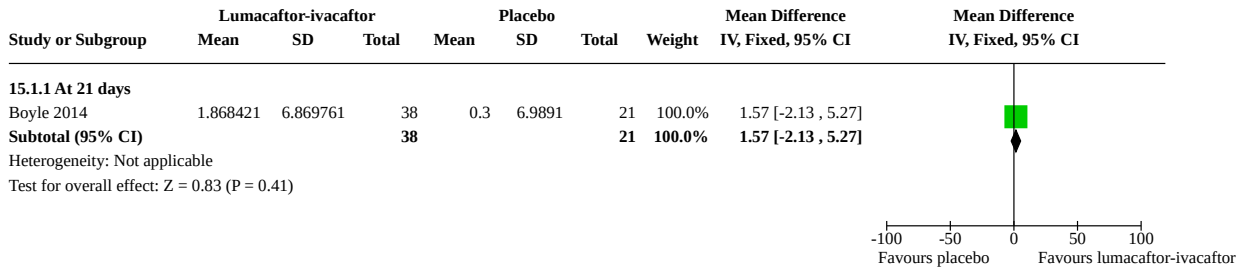 Lumacaftor-ivacaftor Placebo Mean Difference Mean Difference
Study or Subgroup Mean SD Total Mean SD Total Weight IV, Fixed, 95% CI IV, Fixed, 95% CI
15.1.1 At 21 days
Boyle 2014 1.868421 6.869761 38 0.3 6.9891 21 100.0% 1.57 [-2.13 , 5.27]
Subtotal (95% CI) 38 21 100.0% 1.57 [-2.13 , 5.27]
Heterogeneity: Not applicable
Test for overall effect: Z = 0.83 (P = 0.41)
-100 -50 0 50 100
Favours placebo Favours lumacaftor-ivacaftor